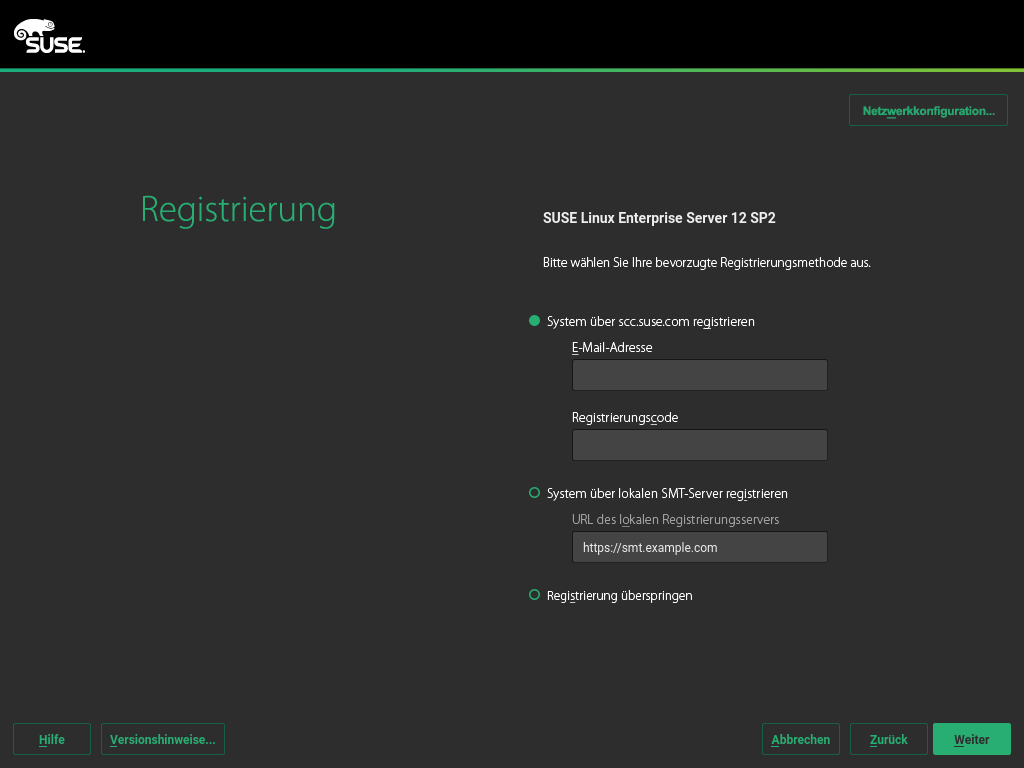 SUSE.
Netzwerkkonfiguration...
Registrierung
SUSE Linux Enterprise Server 12 SP2
Bitte wählen Sie Ihre bevorzugte Registrierungsmethode aus.
System über scc.suse.com registrieren
E-Mail-Adresse
Registrierungscode
System über lokalen SMT-Server registrieren
URL des lokalen Registrierungsservers
https://smt.example.com
Registrierung überspringen
Hilfe
Versionshinweise...
Abbrechen
Zurück
Weiter